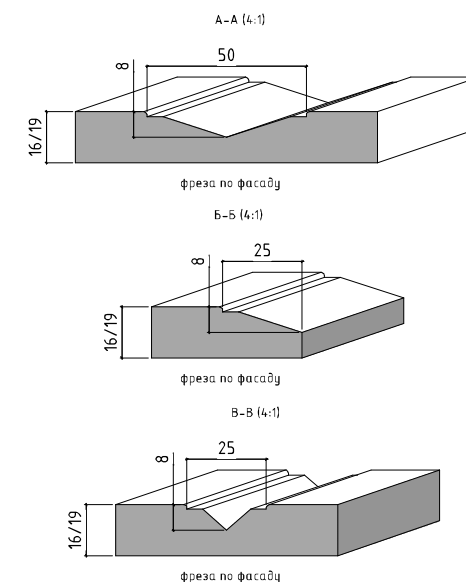 А-А (4:1)
50
8
16/19
фреза по фасаду
Б-Б (4:1)
25
8
16/19
фреза по фасаду
В-В (4:1)
25
8
16/19
фреза по фасаду